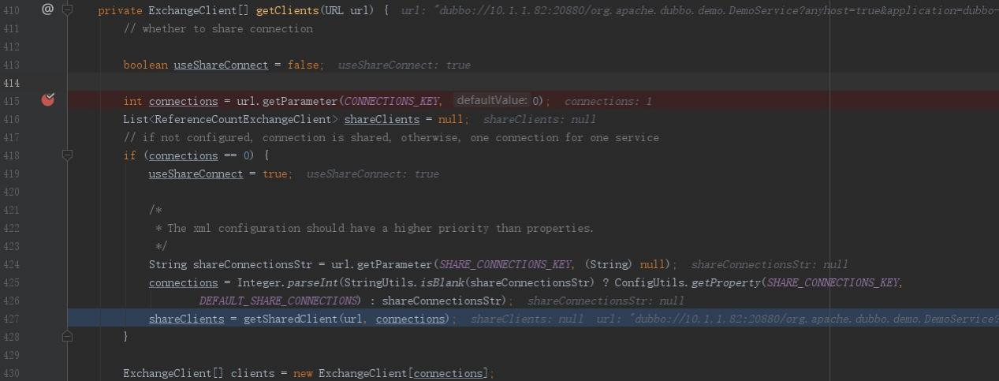 410 @ private ExchangeClient[] getClients(URL url) { url: "dubbo://10.1.1.82:20880/org.apache.dubbo.demo.DemoService?anyhost=true&application=dubbo-
411 // whether to share connection
412
413 boolean useShareConnect = false; useShareConnect: true
414
415 int connections = url.getParameter(CONNECTIONS_KEY, defaultValue: 0); connections: 1
416 List<ReferenceCountExchangeClient> shareClients = null; shareClients: null
417 // if not configured, connection is shared, otherwise, one connection for one service
418 if (connections == 0) {
419 useShareConnect = true; useShareConnect: true
420
421 /*
422 * The xml configuration should have a higher priority than properties.
423 */
424 String shareConnectionsStr = url.getParameter(SHARE_CONNECTIONS_KEY, (String) null); shareConnectionsStr: null
425 connections = Integer.parseInt(StringUtils.isBlank(shareConnectionsStr) ? ConfigUtils.getProperty(SHARE_CONNECTIONS_KEY,
426 DEFAULT_SHARE_CONNECTIONS) : shareConnectionsStr); shareConnectionsStr: null
427 shareClients = getSharedClient(url, connections); shareClients: null url: "dubbo://10.1.1.82:20880/org.apache.dubbo.demo.DemoService?
428 }
429
430 ExchangeClient[] clients = new ExchangeClient[connections];